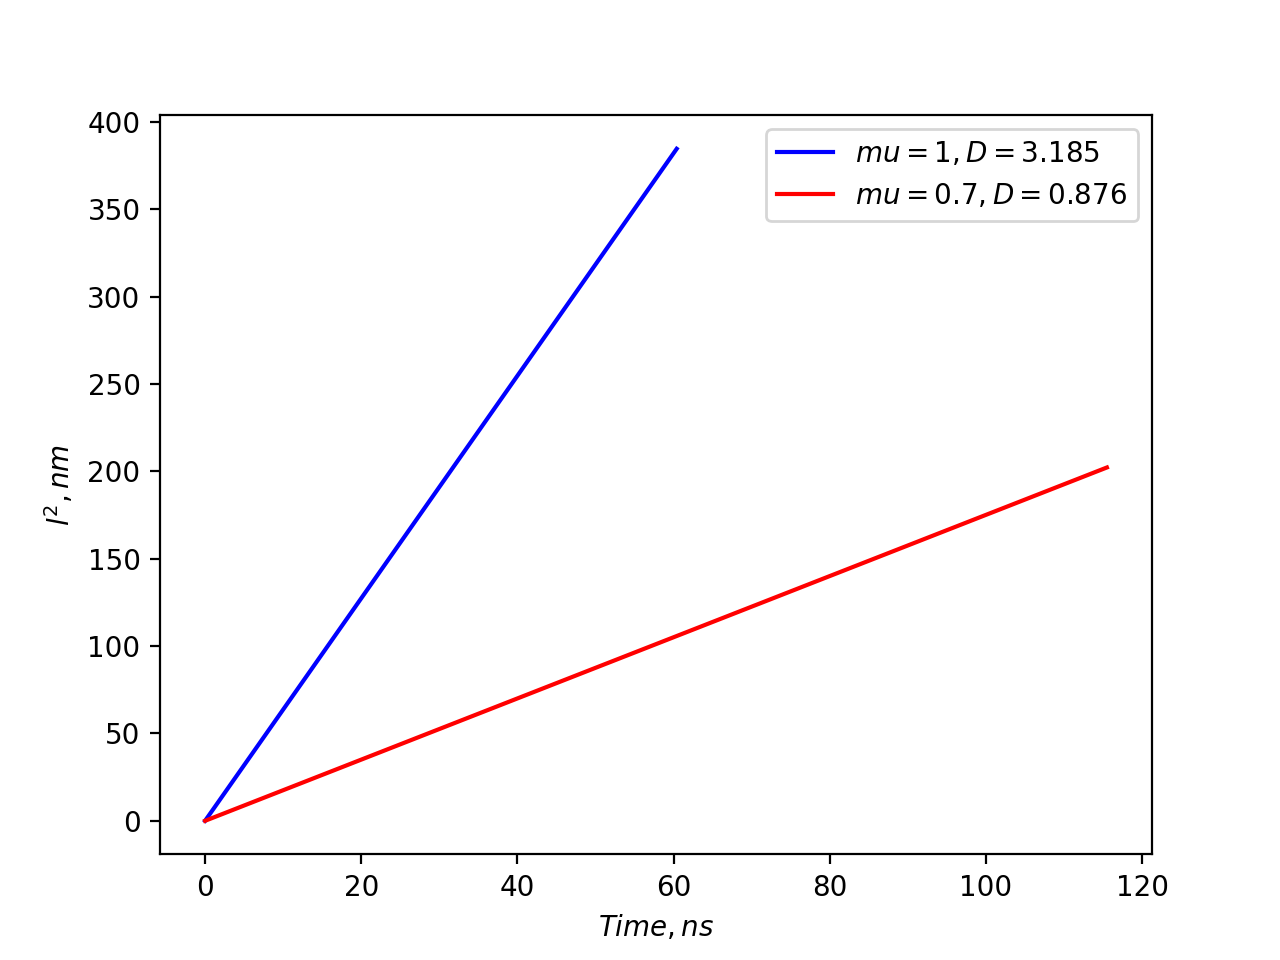 400
350
300
250
200
150
100
50
0
l², nm
0 20 40 60 80 100 120
Time, ns
mu = 1, D = 3.185
mu = 0.7, D = 0.876